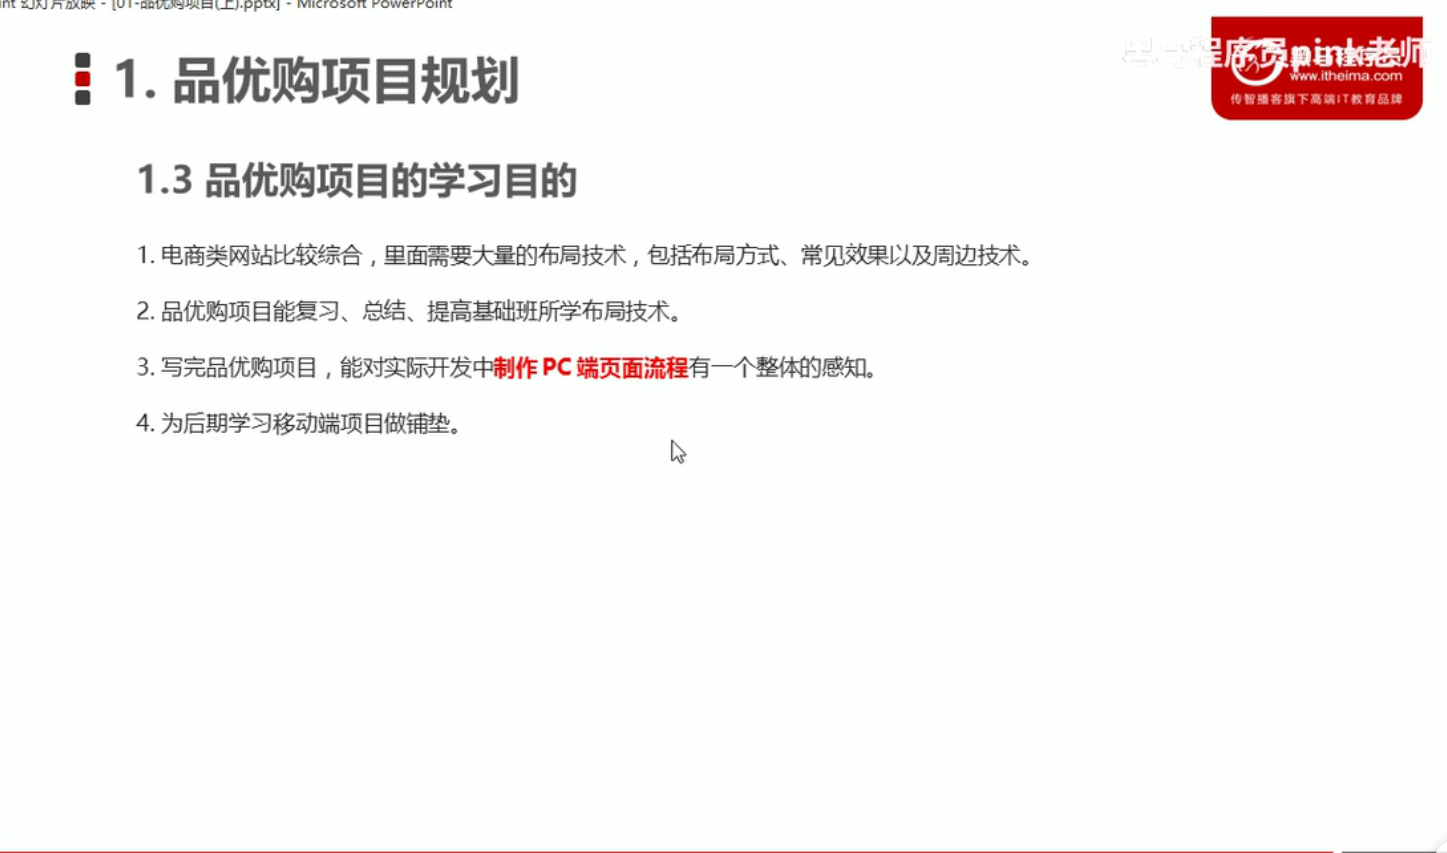 幻灯片放映 - [01-品优购项目(上).pptx] - Microsoft PowerPoint
程序员pink老师
www.itheima.com
传智播客旗下高端IT教育品牌
1. 品优购项目规划
1.3 品优购项目的学习目的
1. 电商类网站比较综合，里面需要大量的布局技术，包括布局方式、常见效果以及周边技术。
2. 品优购项目能复习、总结、提高基础班所学布局技术。
3. 写完品优购项目，能对实际开发中制作 PC 端页面流程有一个整体的感知。
4. 为后期学习移动端项目做铺垫。